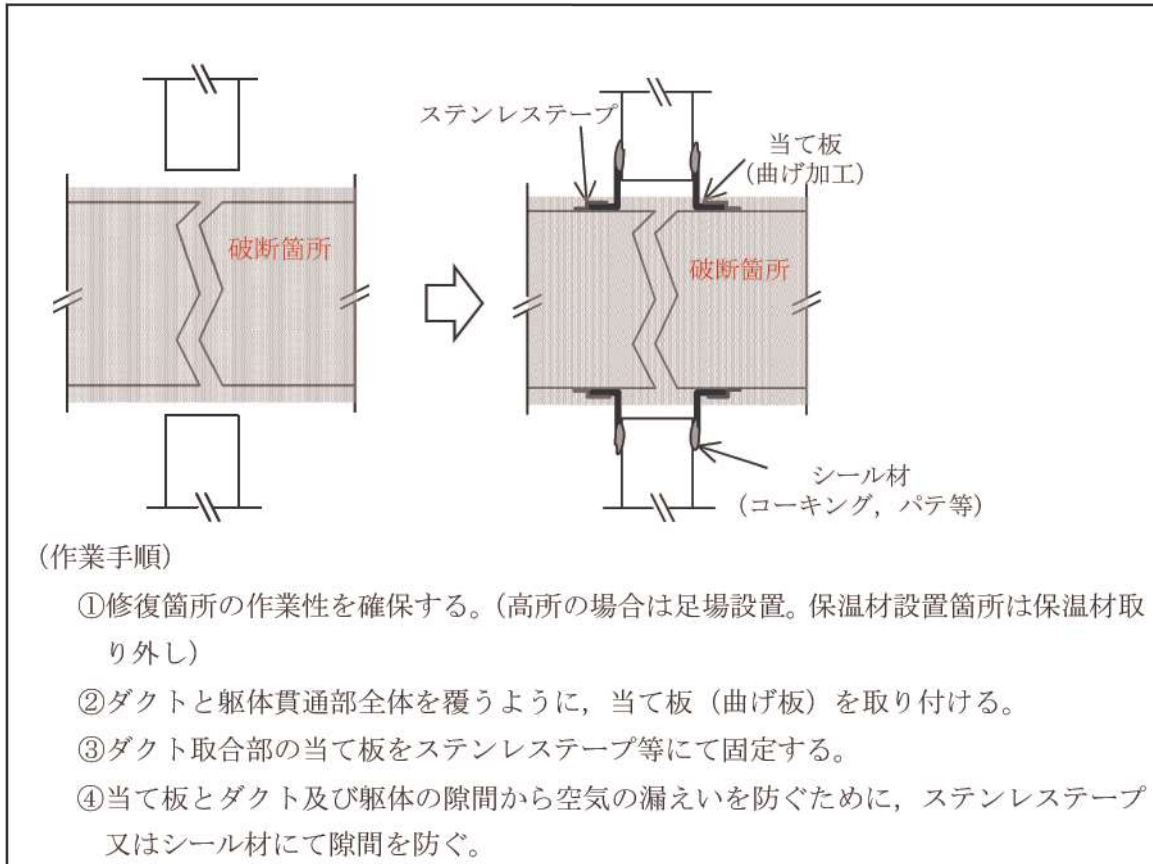 ステンレステープ
当て板
(曲げ加工)
破断箇所
破断箇所
シール材
(コーキング，パテ等)
(作業手順)
①修復箇所の作業性を確保する。(高所の場合は足場設置。保温材設置箇所は保温材取
り外し)
②ダクトと躯体貫通部全体を覆うように，当て板（曲げ板）を取り付ける。
③ダクト取合部の当て板をステンレステープ等にて固定する。
④当て板とダクト及び躯体の隙間から空気の漏えいを防ぐために，ステンレステープ
又はシール材にて隙間を防ぐ。